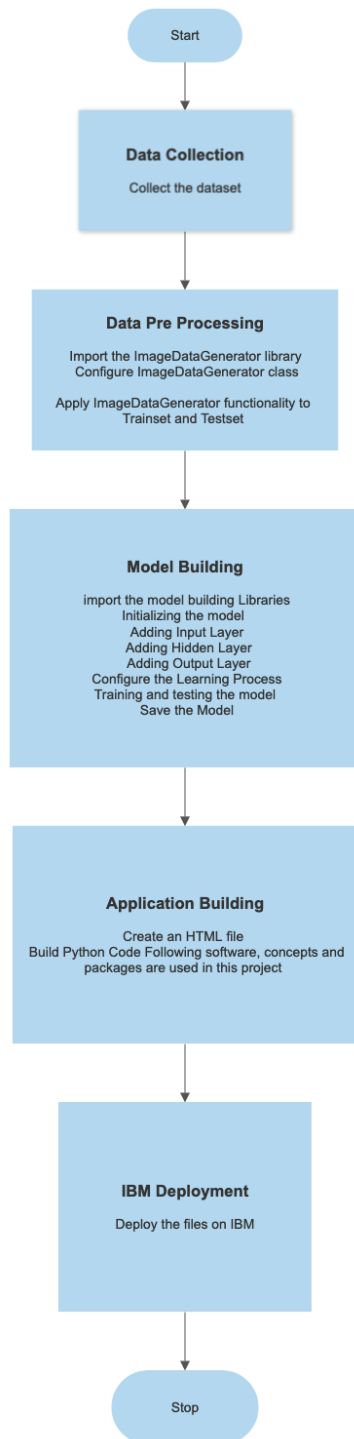 Start
Data Collection
Collect the dataset
Data Pre Processing
Import the ImageDataGenerator library
Configure ImageDataGenerator class
Apply ImageDataGenerator functionality to
Trainset and Testset
Model Building
import the model building Libraries
Initializing the model
Adding Input Layer
Adding Hidden Layer
Adding Output Layer
Configure the Learning Process
Training and testing the model
Save the Model
Application Building
Create an HTML file
Build Python Code Following software, concepts and
packages are used in this project
IBM Deployment
Deploy the files on IBM
Stop